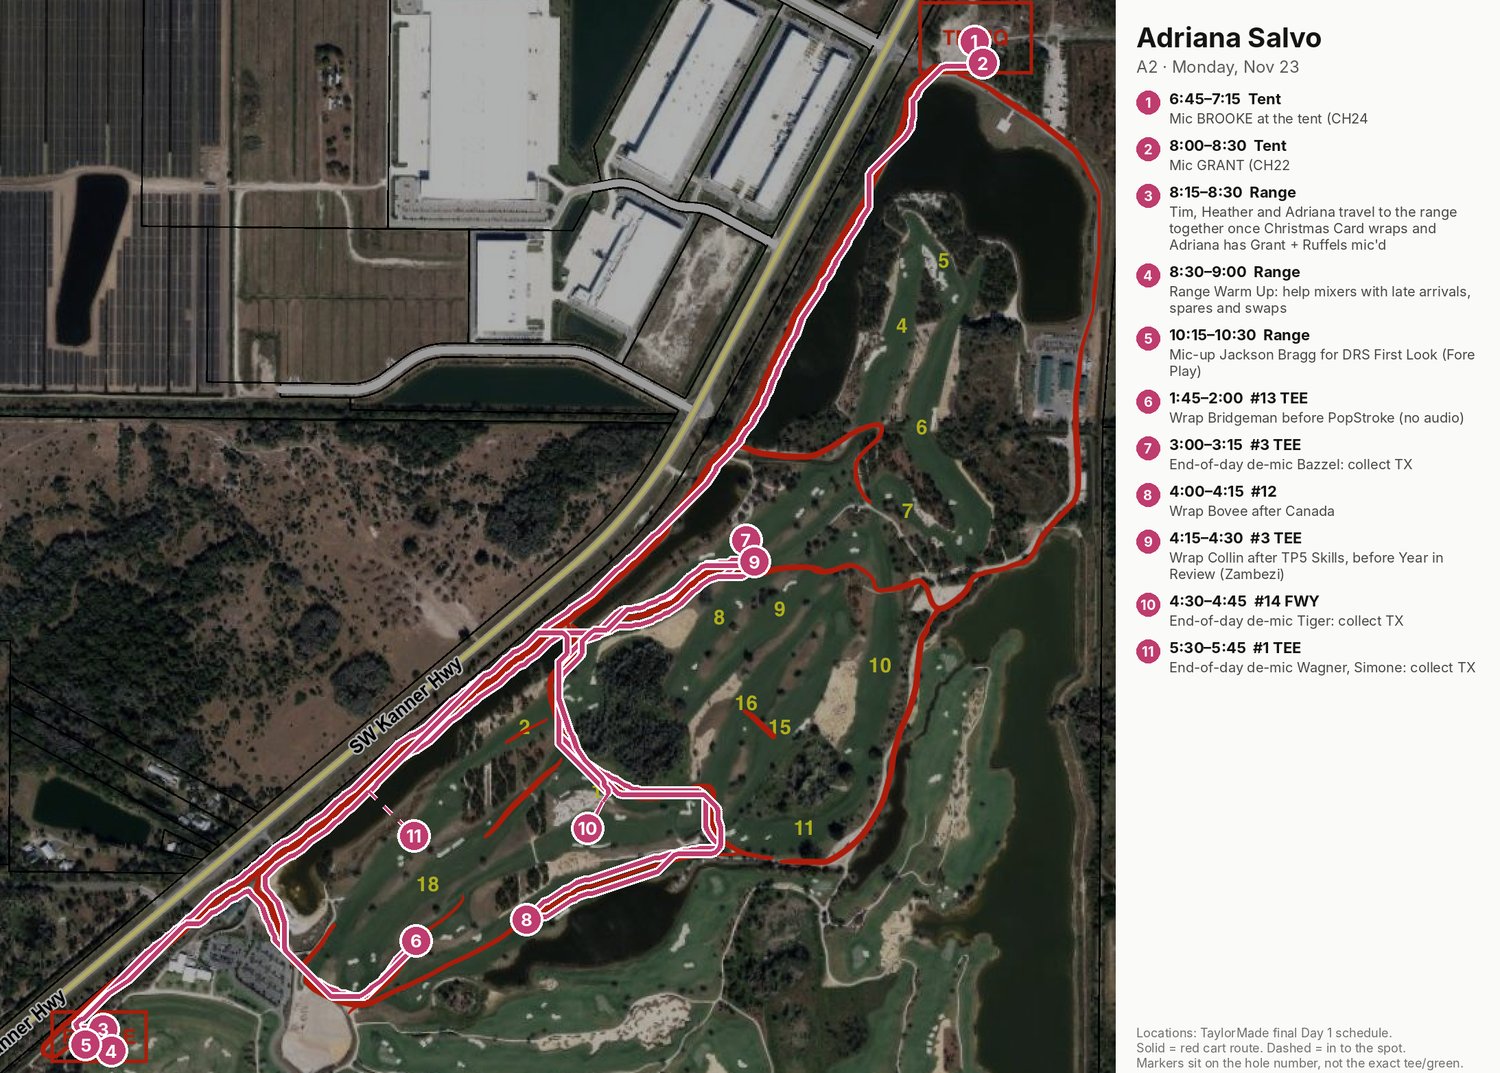 1
2
5
4
6
7
7
9
8
9
10
16
15
2
10
11
11
18
8
6
3
5
4
SW Kanner Hwy
Adriana Salvo
A2 · Monday, Nov 23
1 6:45–7:15 Tent
Mic BROOKE at the tent (CH24
2 8:00–8:30 Tent
Mic GRANT (CH22
3 8:15–8:30 Range
Tim, Heather and Adriana travel to the range
together once Christmas Card wraps and
Adriana has Grant + Ruffels mic'd
4 8:30–9:00 Range
Range Warm Up: help mixers with late arrivals,
spares and swaps
5 10:15–10:30 Range
Mic-up Jackson Bragg for DRS First Look (Fore
Play)
6 1:45–2:00 #13 TEE
Wrap Bridgeman before PopStroke (no audio)
7 3:00–3:15 #3 TEE
End-of-day de-mic Bazzel: collect TX
8 4:00–4:15 #12
Wrap Bovee after Canada
9 4:15–4:30 #3 TEE
Wrap Collin after TP5 Skills, before Year in
Review (Zambezi)
10 4:30–4:45 #14 FWY
End-of-day de-mic Tiger: collect TX
11 5:30–5:45 #1 TEE
End-of-day de-mic Wagner, Simone: collect TX
Locations: TaylorMade final Day 1 schedule.
Solid = red cart route. Dashed = in to the spot.
Markers sit on the hole number, not the exact tee/green.